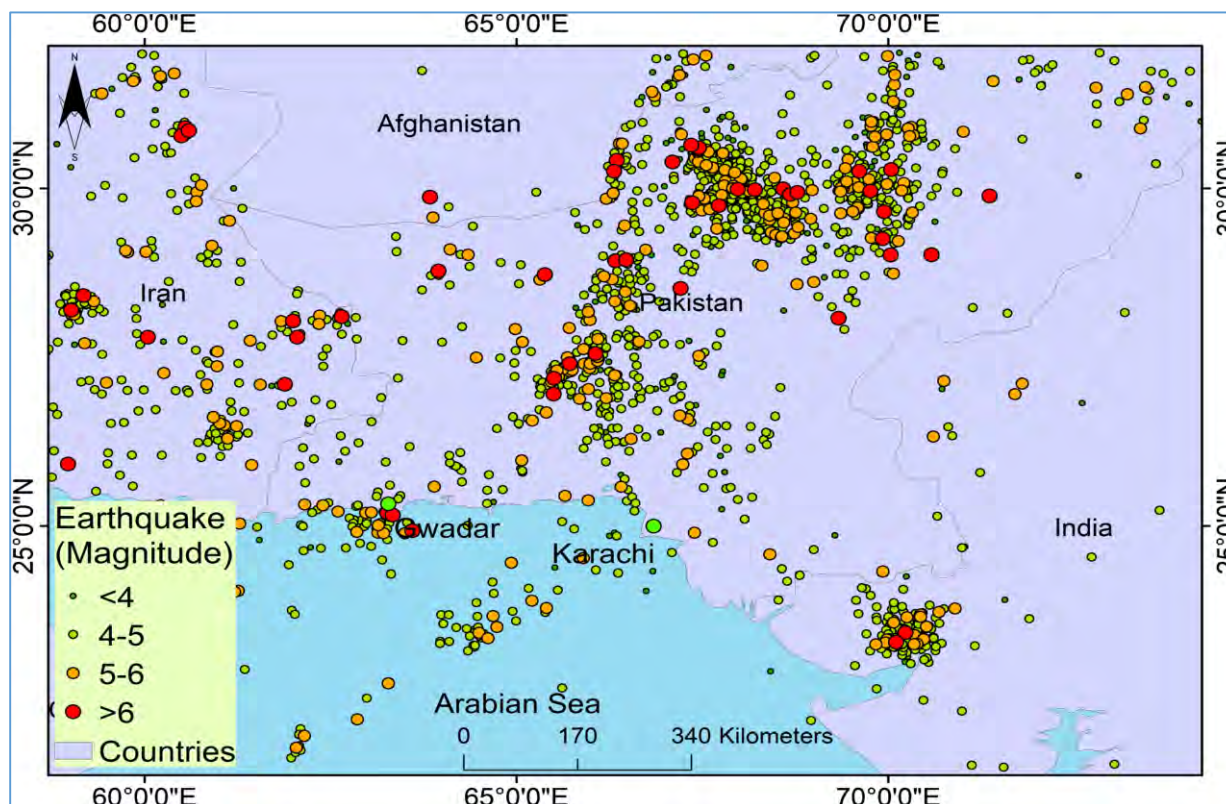 60°0'0"E 65°0'0"E 70°0'0"E
N
S
Afghanistan
30°0'0"N
30°0'0"N
Iran
Pakistan
25°0'0"N
25°0'0"N
Gwadar
Karachi
India
Arabian Sea
Earthquake
(Magnitude)
<4
4-5
5-6
>6
Countries
0 170 340 Kilometers
60°0'0"E 65°0'0"E 70°0'0"E